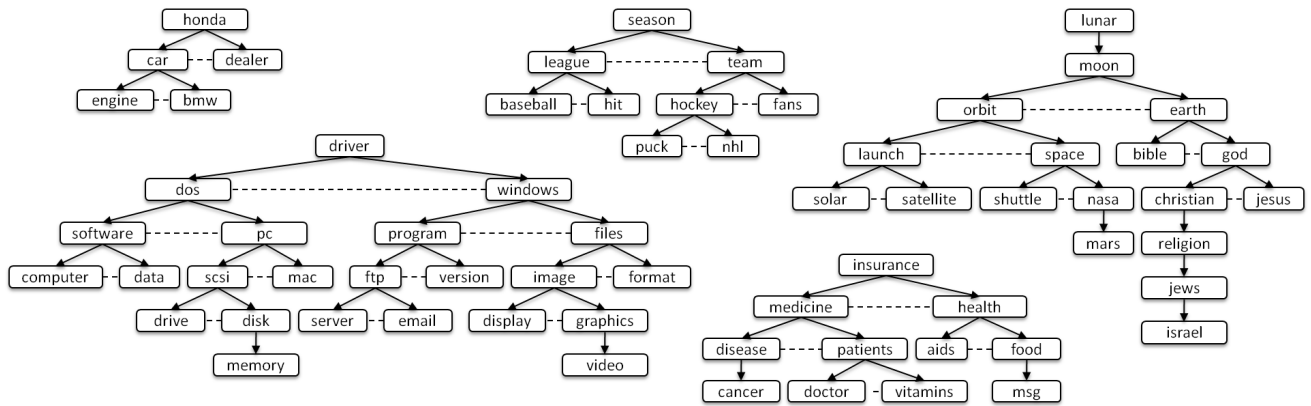 honda
car
dealer
engine
bmw
season
league
team
baseball
hit
hockey
fans
puck
nhl
lunar
moon
orbit
earth
launch
space
bible
god
solar
satellite
shuttle
nasa
christian
jesus
mars
religion
jews
israel
driver
dos
windows
software
pc
program
files
computer
data
scsi
mac
ftp
version
image
format
drive
disk
server
email
display
graphics
memory
video
insurance
medicine
health
disease
patients
aids
food
cancer
doctor
vitamins
msg